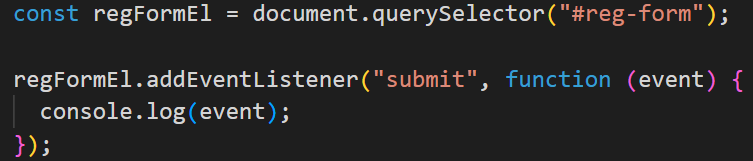 const regFormEl = document.querySelector("#reg-form");
regFormEl.addEventListener("submit", function (event) {
console.log(event);
});